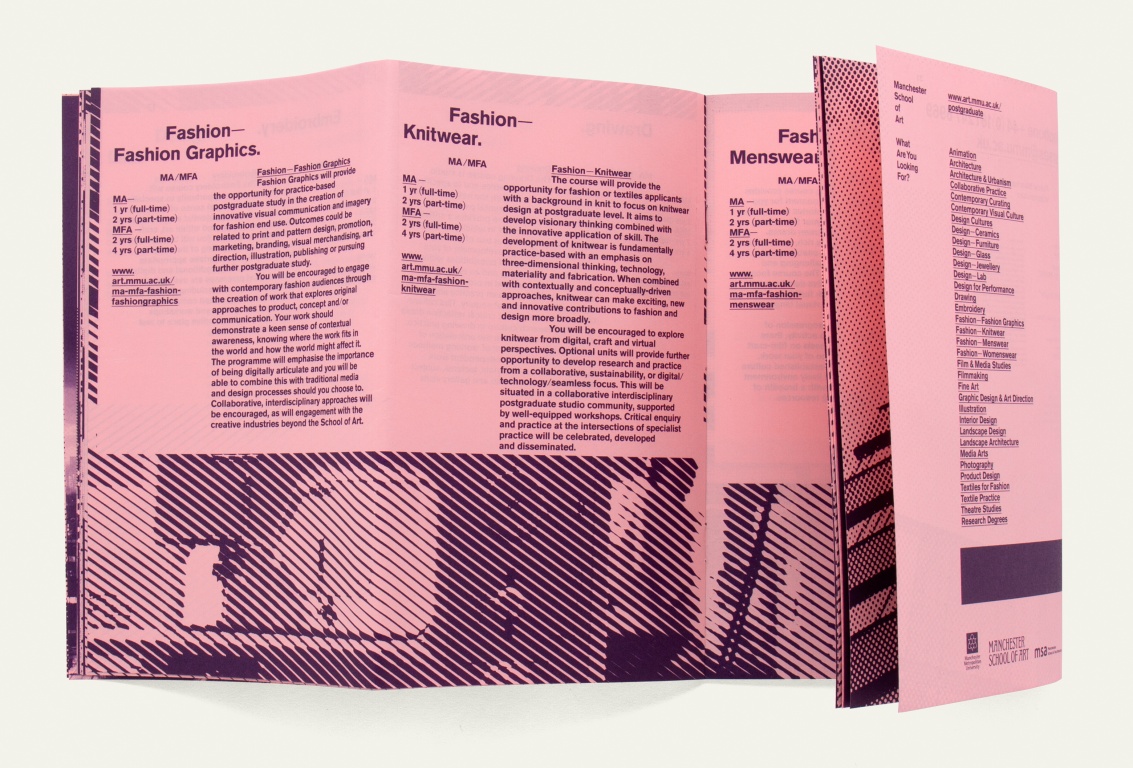 Fashion—
Fashion Graphics.
MA/MFA
MA—
1 yr (full-time)
2 yrs (part-time)
MFA—
2 yrs (full-time)
4 yrs (part-time)
www.
art.mmu.ac.uk/
ma-mfa-fashion-
fashiongraphics
Fashion—Fashion Graphics
Fashion Graphics will provide
the opportunity for practice-based
postgraduate study in the creation of
innovative visual communication and imagery
for fashion end use. Outcomes could be
related to print and pattern design, promotion,
marketing, branding, visual merchandising, art
direction, illustration, publishing or pursuing
further postgraduate study.
You will be encouraged to engage
with contemporary fashion audiences through
the creation of work that explores original
approaches to product, concept and/or
communication. Your work should
demonstrate a keen sense of contextual
awareness, knowing where the work fits in
the world and how the world might affect it.
The programme will emphasise the importance
of being digitally articulate and you will be
able to combine this with traditional media
and design processes should you choose to.
Collaborative, interdisciplinary approaches will
be encouraged, as will engagement with the
creative industries beyond the School of Art.
Fashion—
Knitwear.
MA/MFA
MA—
1 yr (full-time)
2 yrs (part-time)
MFA—
2 yrs (full-time)
4 yrs (part-time)
www.
art.mmu.ac.uk/
ma-mfa-fashion-
knitwear
Fashion—Knitwear
The course will provide the
opportunity for fashion or textiles applicants
with a background in knit to focus on knitwear
design at postgraduate level. It aims to
develop visionary thinking combined with
the innovative application of skill. The
development of knitwear is fundamentally
practice-based with an emphasis on
three-dimensional thinking, technology,
materiality and fabrication. When combined
with contextually and conceptually-driven
approaches, knitwear can make exciting, new
and innovative contributions to fashion and
design more broadly.
You will be encouraged to explore
knitwear from digital, craft and virtual
perspectives. Optional units will provide further
opportunity to develop research and practice
from a collaborative, sustainability, or digital/
technology/seamless focus. This will be
situated in a collaborative interdisciplinary
postgraduate studio community, supported
by well-equipped workshops. Critical enquiry
and practice at the intersections of specialist
practice will be celebrated, developed
and disseminated.
Fash
Menswear
MA/MFA
MA—
1 yr (full-time)
2 yrs (part-time)
MFA—
2 yrs (full-time)
4 yrs (part-time)
www.
art.mmu.ac.uk/
ma-mfa-fashion-
menswear
Manchester
School
of
Art
What
Are You
Looking
For?
www.art.mmu.ac.uk/
postgraduate
Animation
Architecture
Architecture & Urbanism
Collaborative Practice
Contemporary Curating
Contemporary Visual Culture
Design Cultures
Design—Ceramics
Design—Furniture
Design—Glass
Design—Jewellery
Design—Lab
Design for Performance
Drawing
Embroidery
Fashion—Fashion Graphics
Fashion—Knitwear
Fashion—Menswear
Fashion—Womenswear
Film & Media Studies
Filmmaking
Fine Art
Graphic Design & Art Direction
Illustration
Interior Design
Landscape Design
Landscape Architecture
Media Arts
Photography
Product Design
Textiles for Fashion
Textile Practice
Theatre Studies
Research Degrees
Manchester
Metropolitan
University
MANCHESTER
SCHOOL OF ART
msa